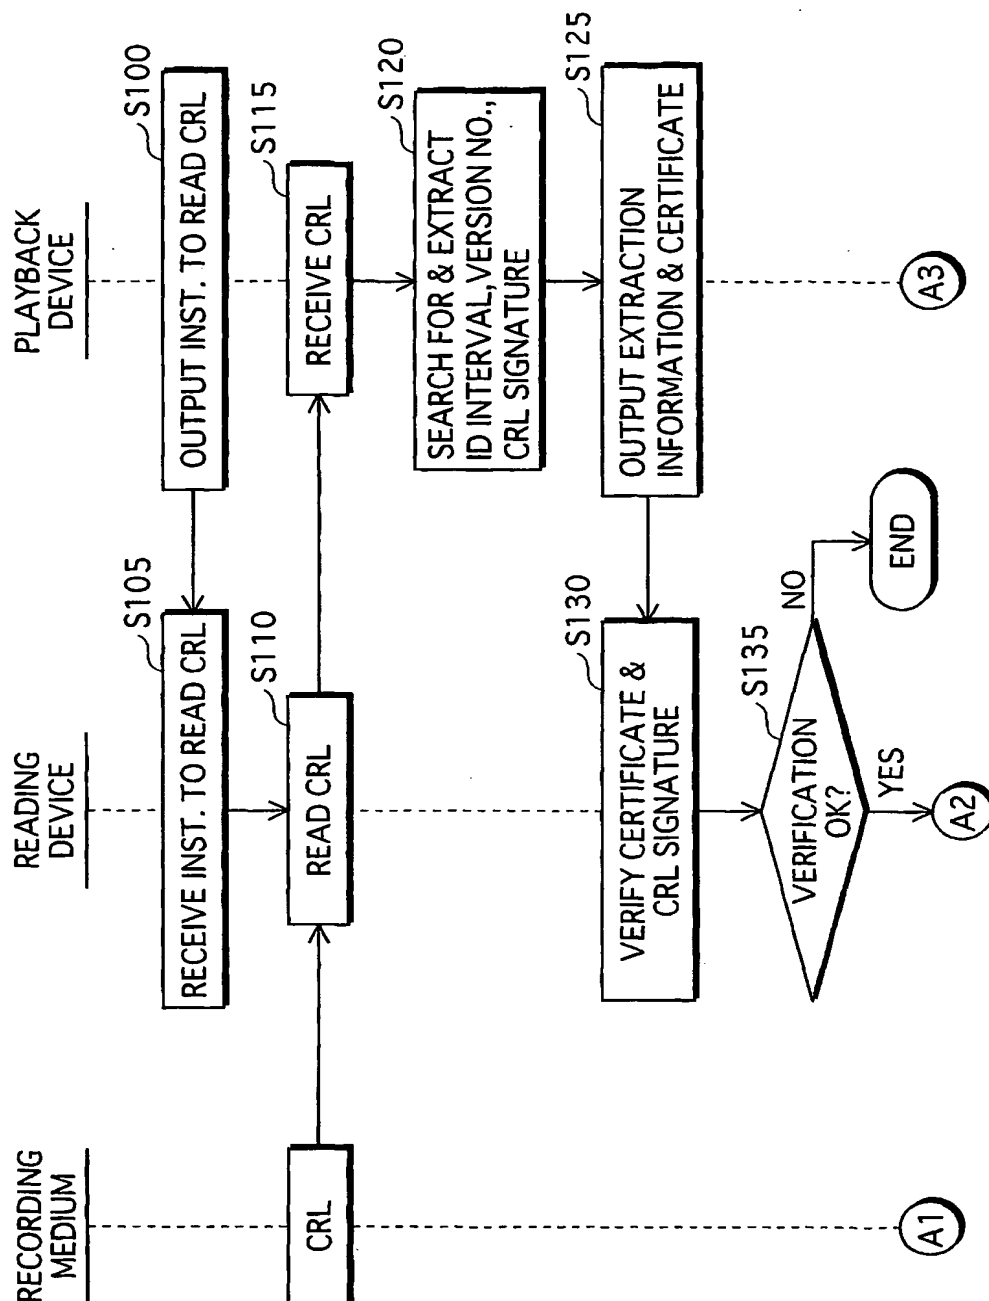 RECORDING
MEDIUM
READING
DEVICE
PLAYBACK
DEVICE
S100
OUTPUT INST. TO READ CRL
S105
RECEIVE INST. TO READ CRL
CRL
S110
READ CRL
S115
RECEIVE CRL
S120
SEARCH FOR & EXTRACT
ID INTERVAL, VERSION NO.,
CRL SIGNATURE
S125
OUTPUT EXTRACTION
INFORMATION & CERTIFICATE
S130
VERIFY CERTIFICATE &
CRL SIGNATURE
S135
VERIFICATION
OK?
NO
END
YES
A1
A2
A3